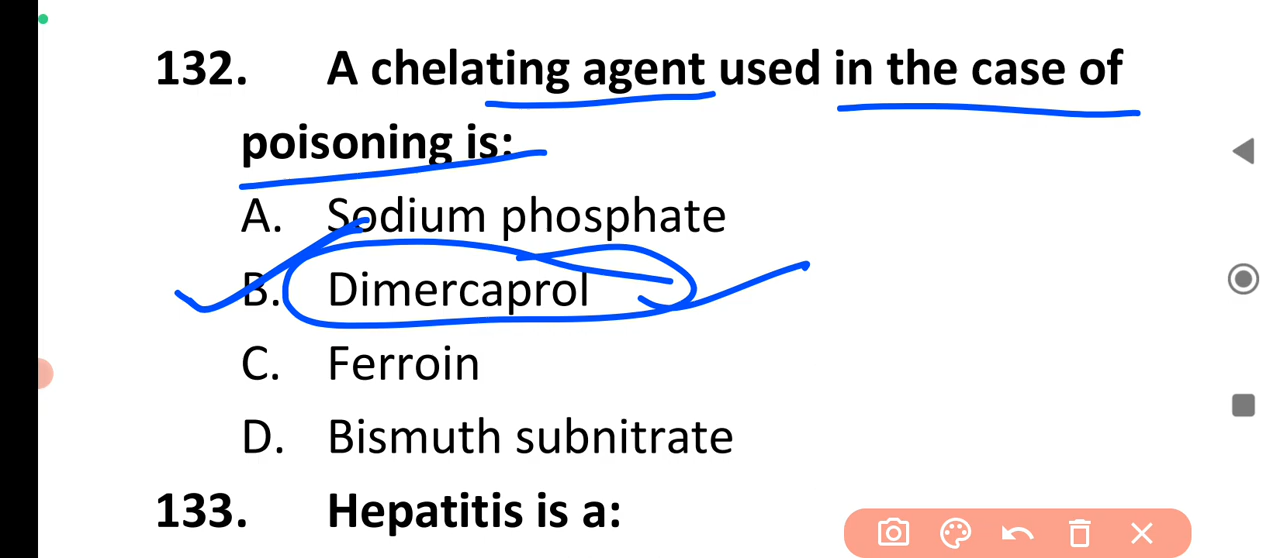 132. A chelating agent used in the case of
poisoning is:
A. Sodium phosphate
B. Dimercaprol
C. Ferroin
D. Bismuth subnitrate
133. Hepatitis is a: